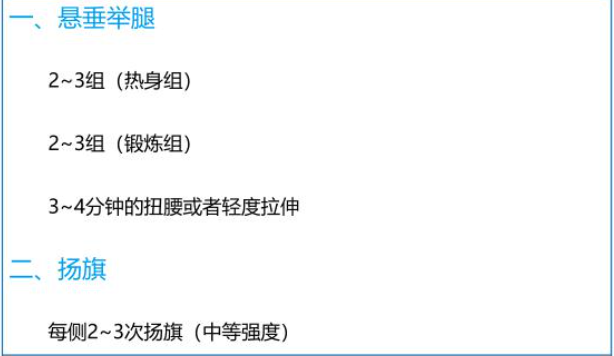 一、悬垂举腿
2~3组（热身组）
2~3组（锻炼组）
3~4分钟的扭腰或者轻度拉伸
二、扬旗
每侧2~3次扬旗（中等强度）